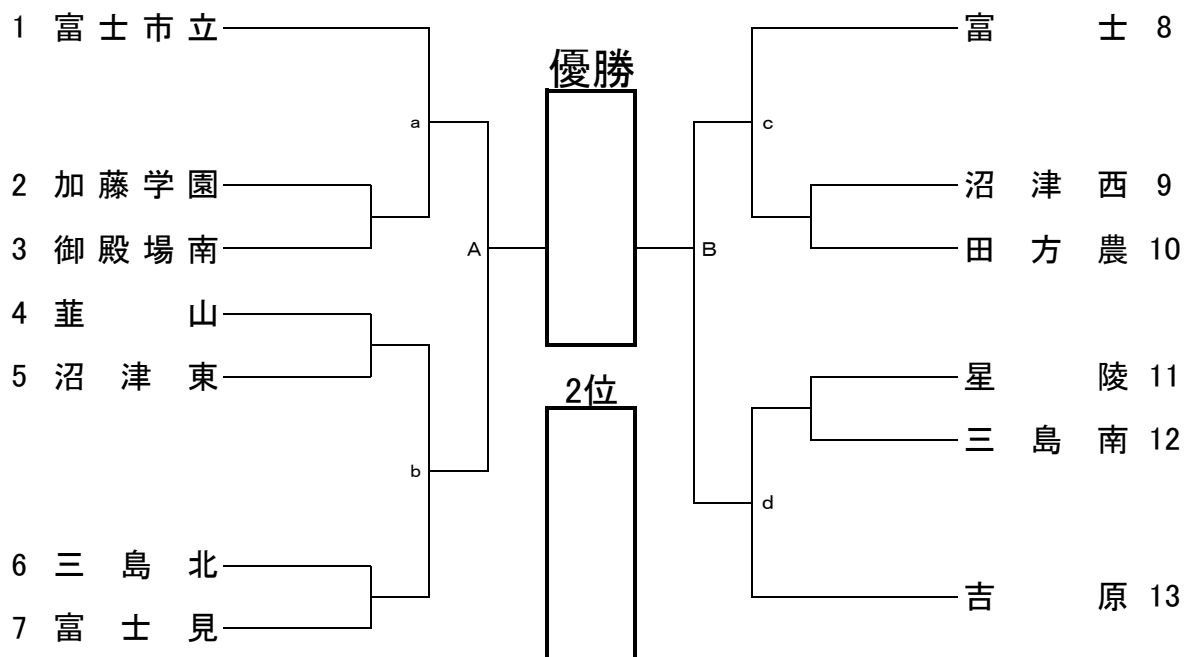 1 富士市立
優勝
富士 8
a
c
2 加藤学園
沼津西 9
3 御殿場南
A
B
田方農 10
4 韮山
5 沼津東
2位
星陵 11
三島南 12
b
d
6 三島北
吉原 13
7 富士見